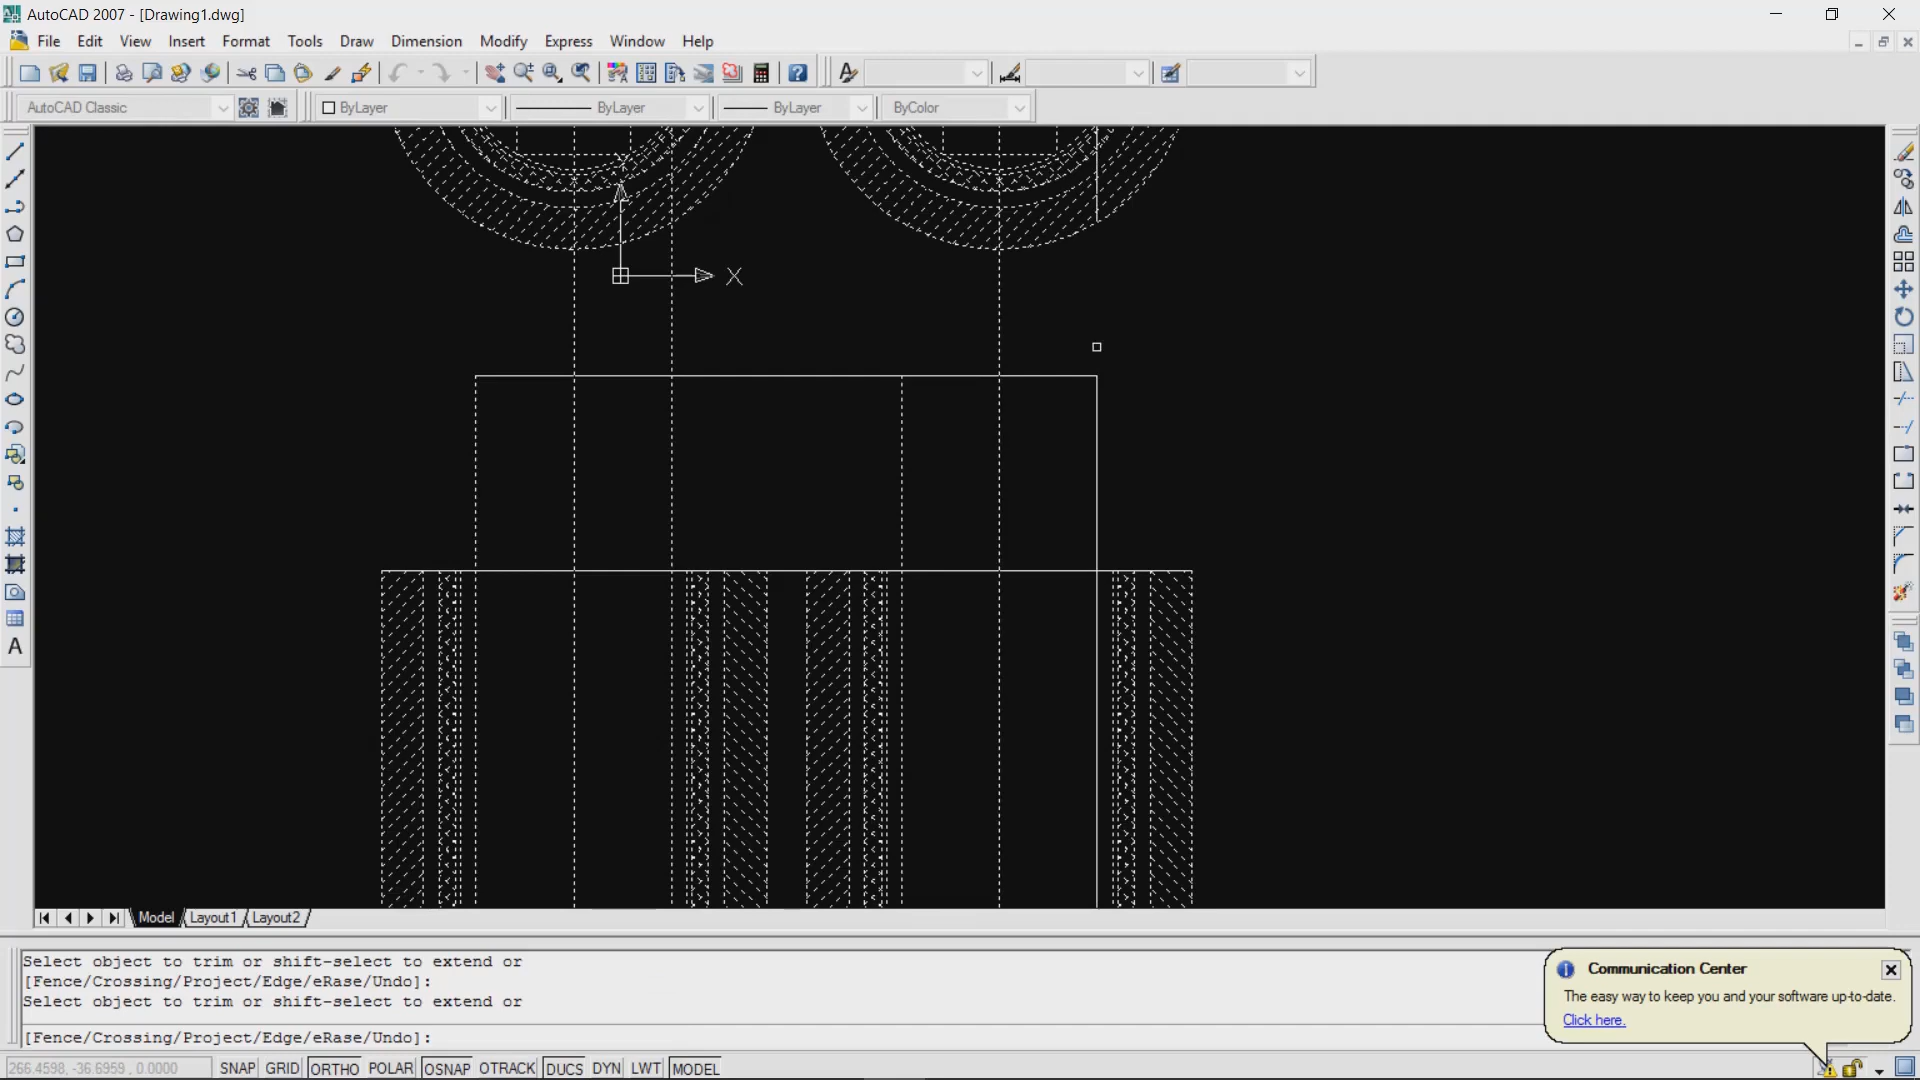 AutoCAD 2007 - [Drawing1.dwg]
File Edit View Insert Format Tools Draw Dimension Modify Express Window Help
AutoCAD Classic ByLayer ByLayer ByLayer ByColor
X
A
Model Layout1 Layout2
Select object to trim or shift-select to extend or
[Fence/Crossing/Project/Edge/eRase/Undo]:
Select object to trim or shift-select to extend or
[Fence/Crossing/Project/Edge/eRase/Undo]:
Communication Center
The easy way to keep you and your software up-to-date.
Click here.
266.4598, -36.6959 , 0.0000 SNAP GRID ORTHO POLAR OSNAP OTRACK DUCS DYN LWT MODEL